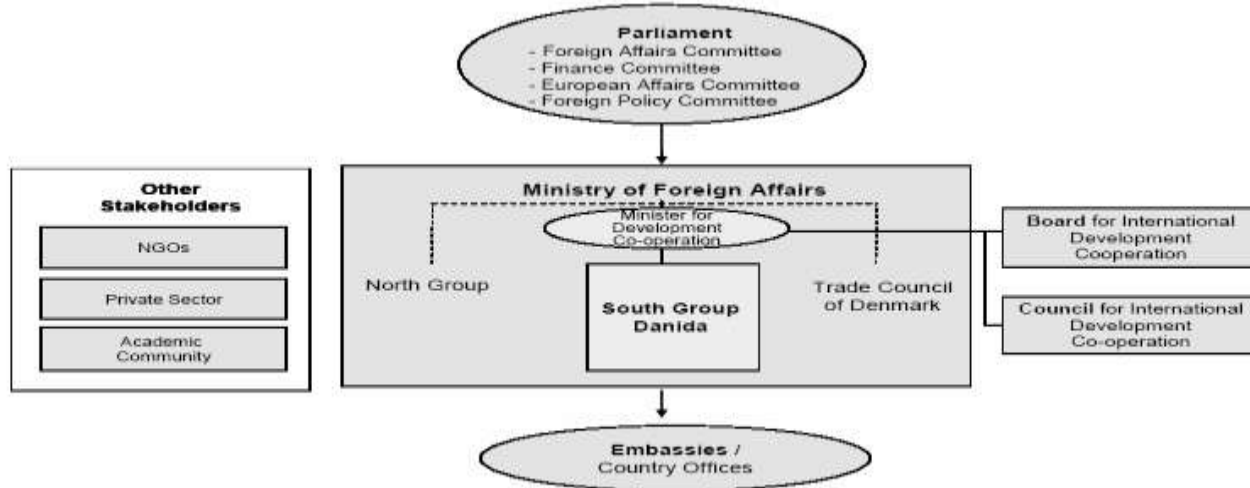 Parliament
- Foreign Affairs Committee
- Finance Committee
- European Affairs Committee
- Foreign Policy Committee
Other
Stakeholders
NGOs
Private Sector
Academic
Community
Ministry of Foreign Affairs
Minister for
Development
Co-operation
North Group
South Group
Danida
Trade Council
of Denmark
Board for International
Development
Cooperation
Council for International
Development
Co-operation
Embassies /
Country Offices